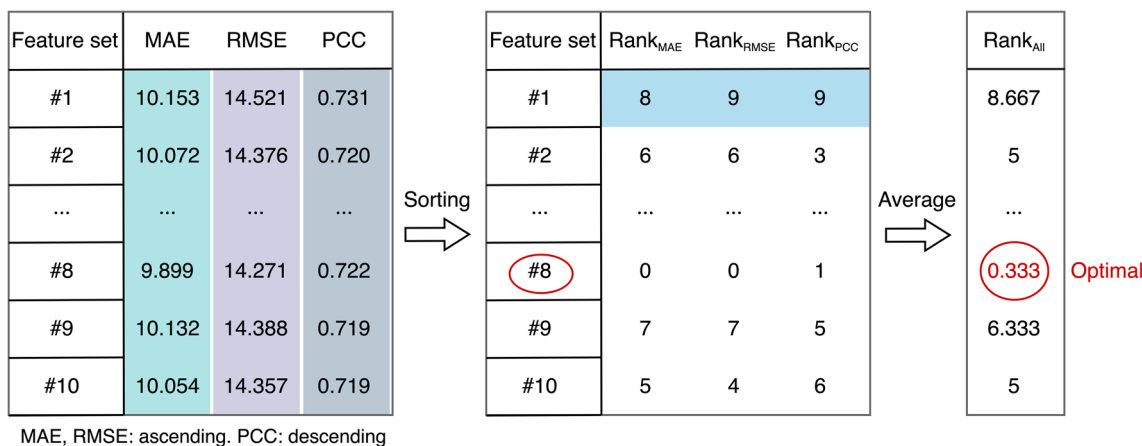 Feature set MAE RMSE PCC
#1 10.153 14.521 0.731
#2 10.072 14.376 0.720
... ... ... ...
#8 9.899 14.271 0.722
#9 10.132 14.388 0.719
#10 10.054 14.357 0.719
MAE, RMSE: ascending. PCC: descending
Sorting
Feature set Rank_MAE Rank_RMSE Rank_PCC
#1 8 9 9
#2 6 6 3
... ... ... ...
#8 0 0 1
#9 7 7 5
#10 5 4 6
Average
Rank_All
8.667
5
...
0.333 Optimal
6.333
5